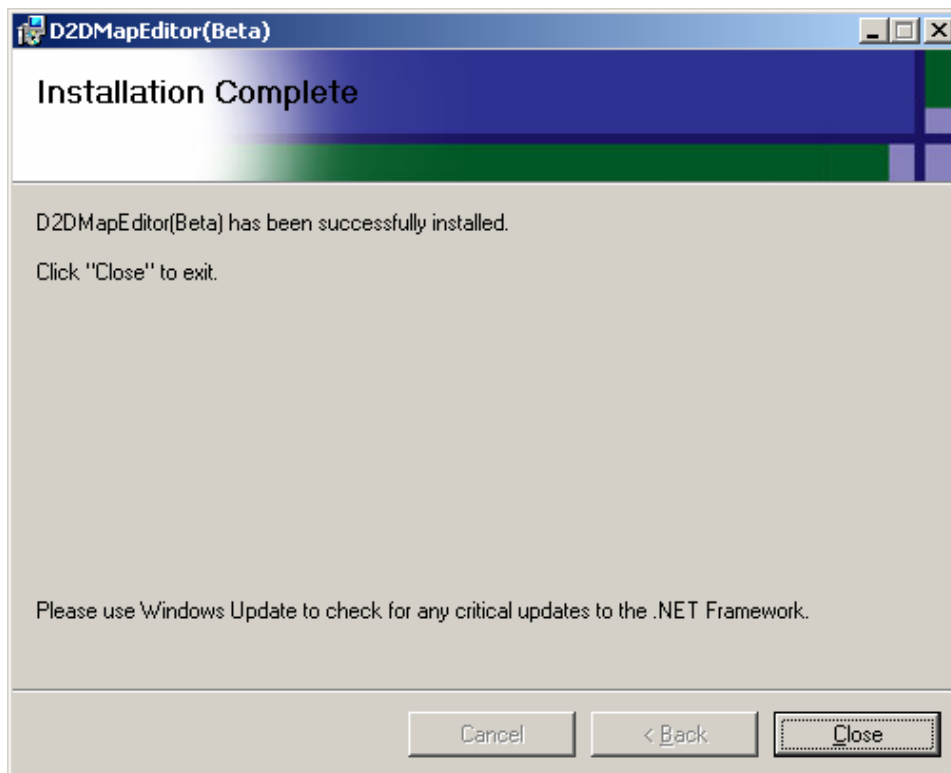 D2DMapEditor(Beta)
Installation Complete
D2DMapEditor(Beta) has been successfully installed.
Click "Close" to exit.
Please use Windows Update to check for any critical updates to the .NET Framework.
Cancel
< Back
Close